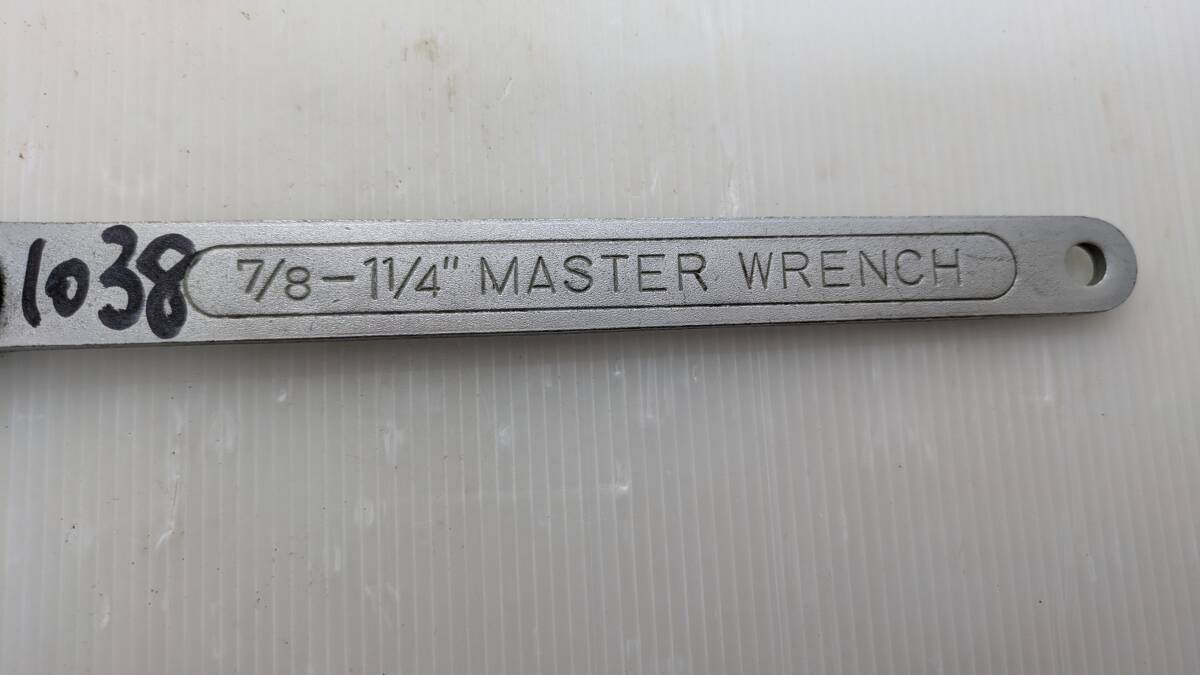 1038 7/8-11/4" MASTER WRENCH